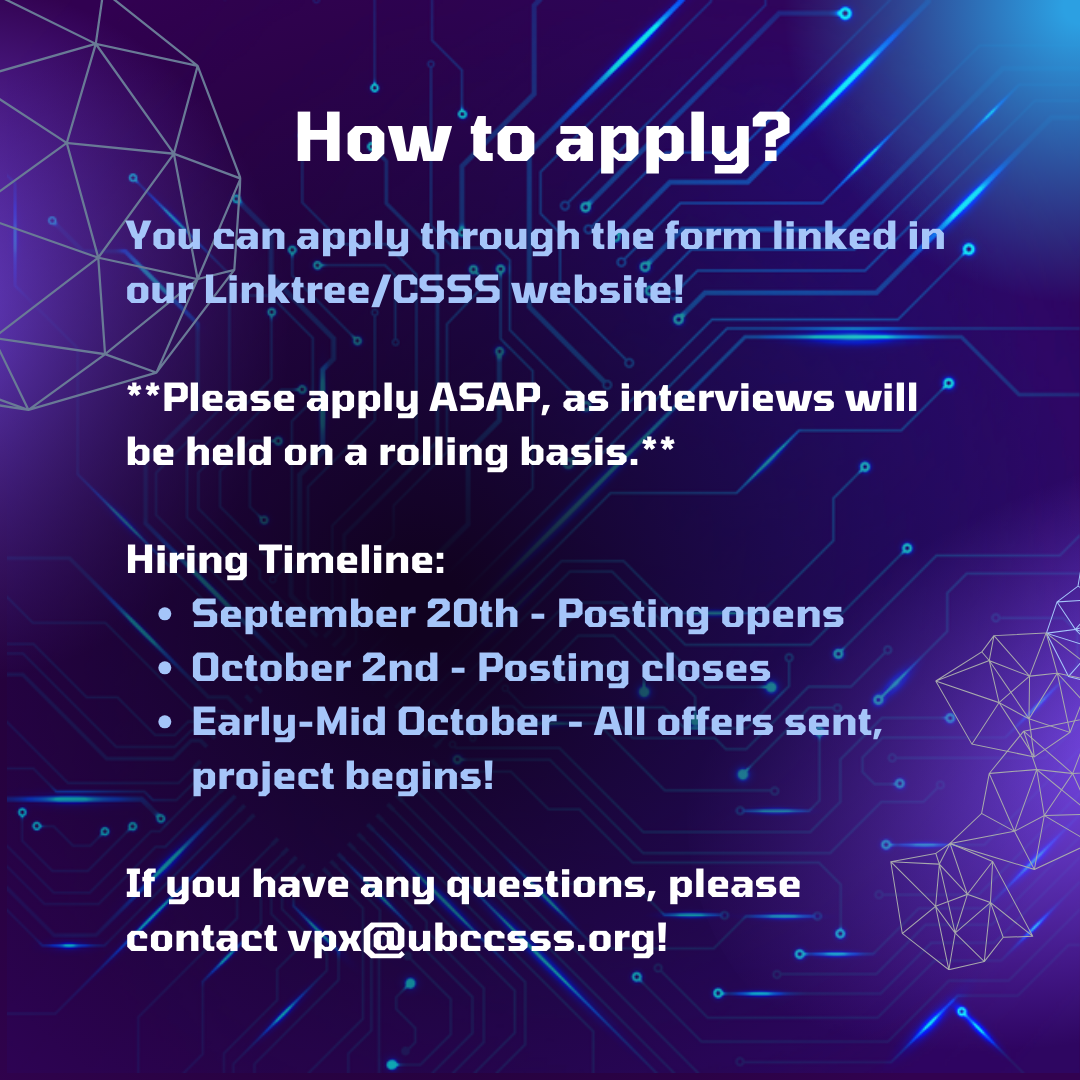 How to apply?
You can apply through the form linked in
our Linktree/CSSS website!
**Please apply ASAP, as interviews will
be held on a rolling basis.**
Hiring Timeline:
• September 20th - Posting opens
• October 2nd - Posting closes
• Early-Mid October - All offers sent,
project begins!
If you have any questions, please
contact vpx@ubccsss.org!